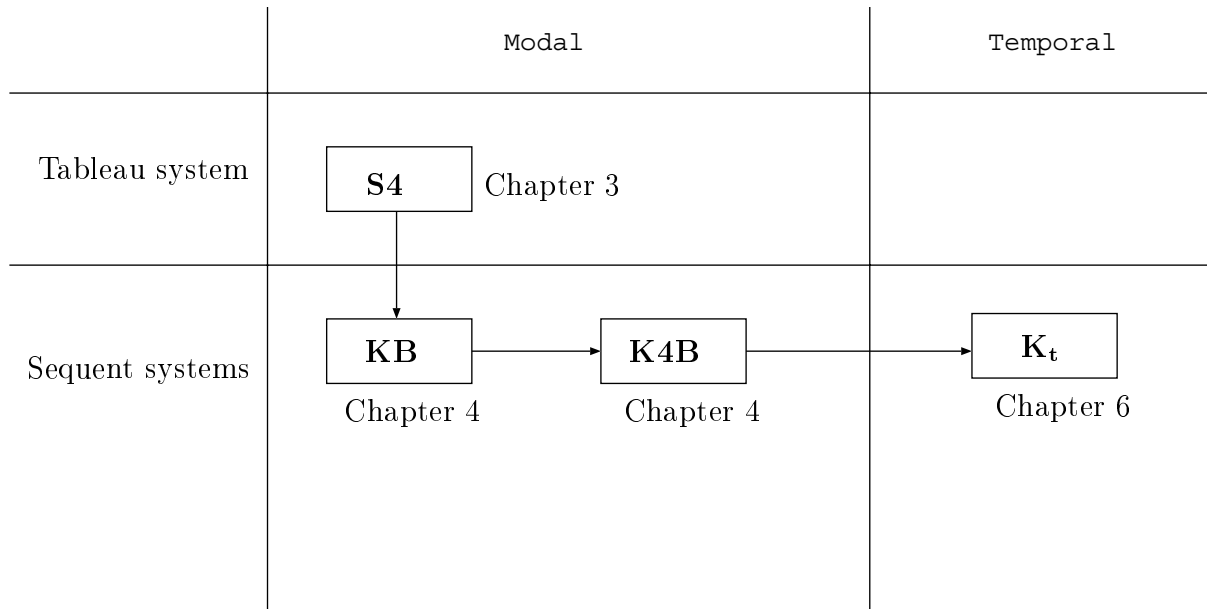 Modal Temporal
Tableau system S4 Chapter 3
Sequent systems KB K4B Kt
Chapter 4 Chapter 4 Chapter 6